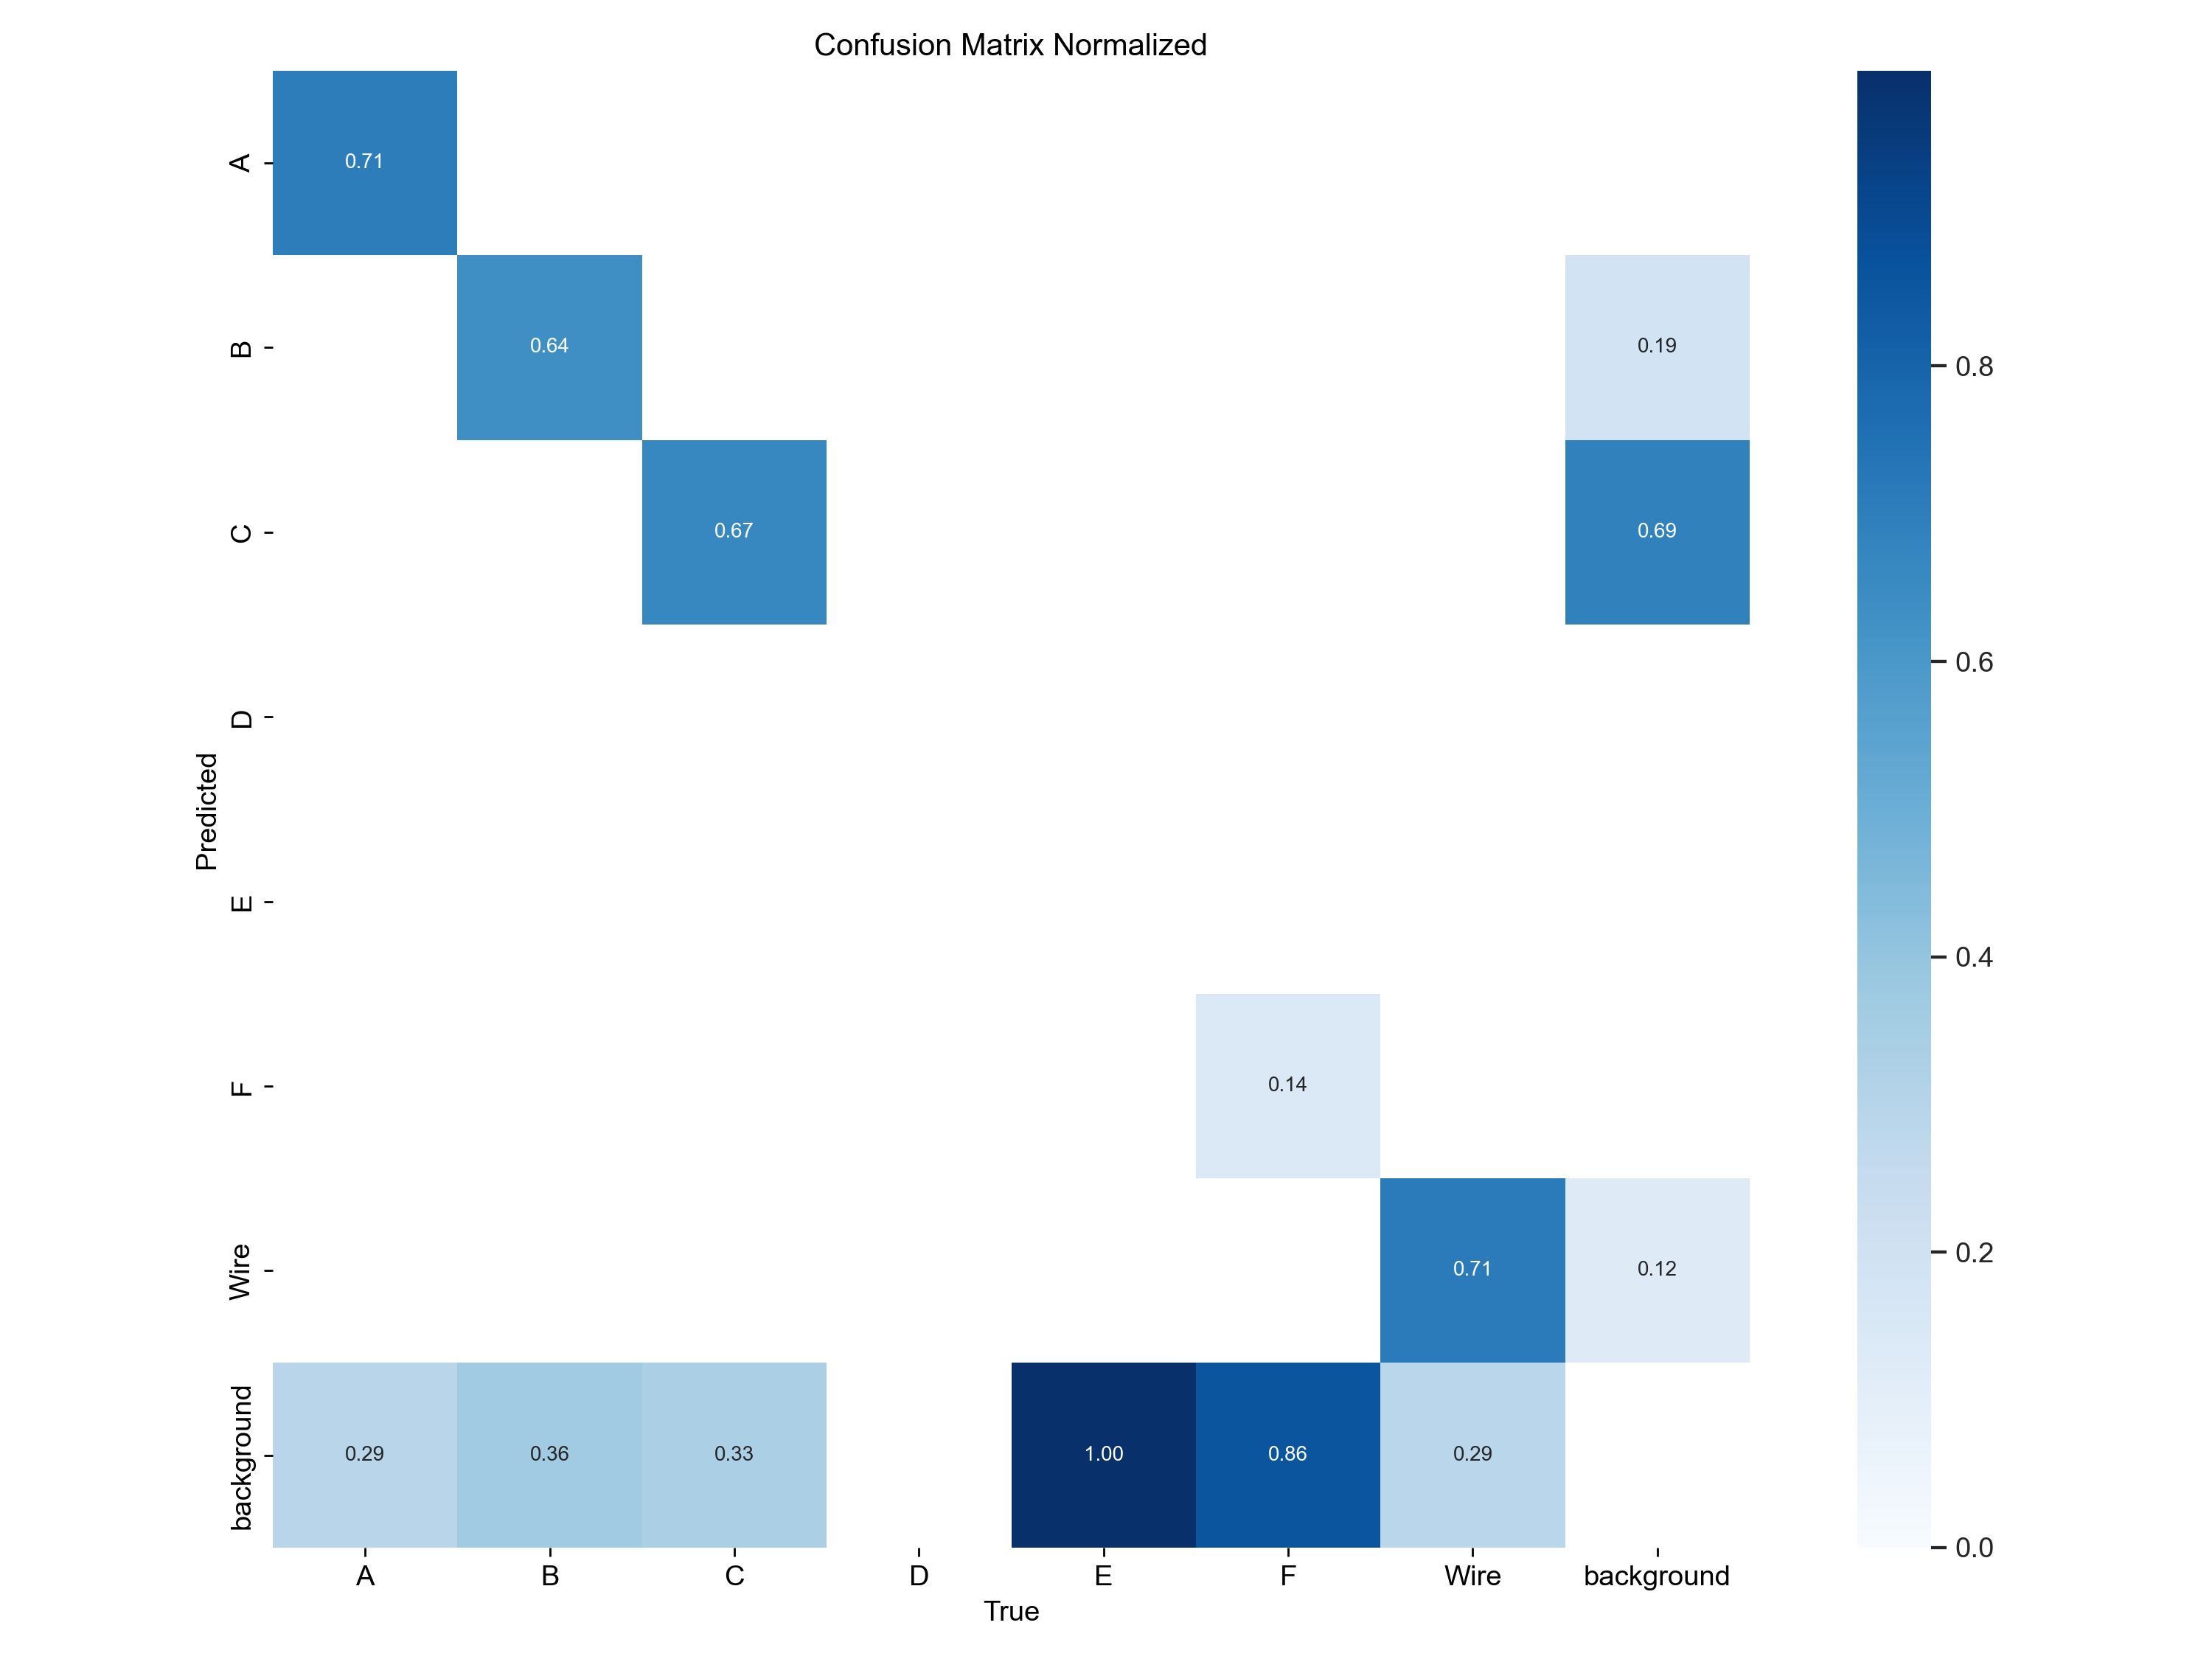 Confusion Matrix Normalized
A
0.71
B
0.64
0.19
0.8
C
0.67
0.69
0.6
D
Predicted
E
0.4
F
0.14
Wire
0.71
0.12
0.2
background
0.29
0.36
0.33
1.00
0.86
0.29
0.0
A B C D E F Wire background
True